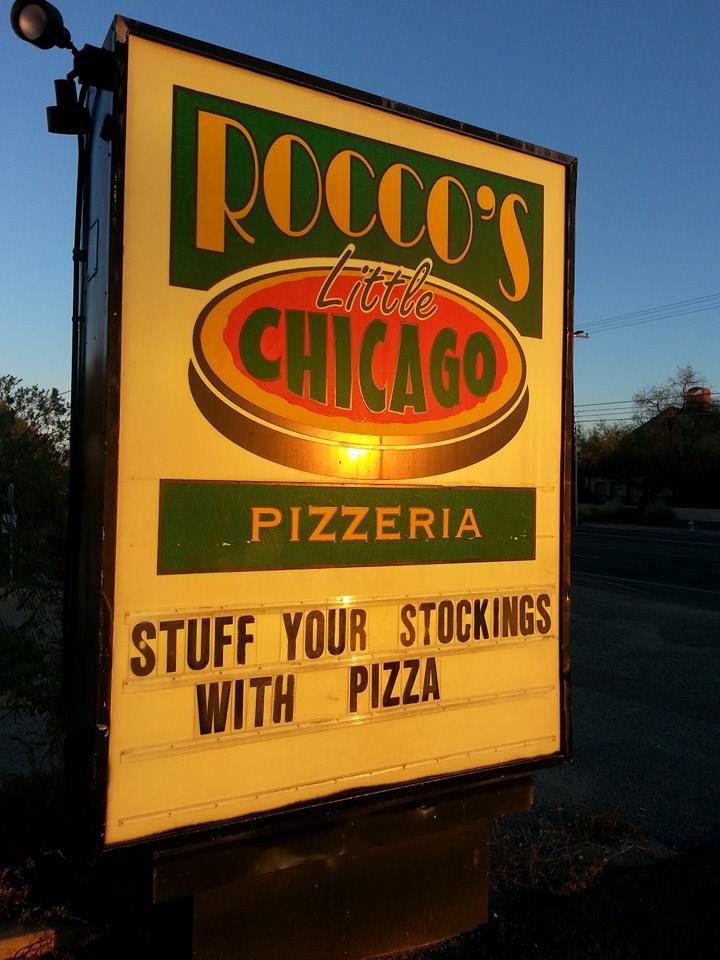 ROCCO'S
Little
CHICAGO
PIZZERIA
STUFF YOUR STOCKINGS
WITH PIZZA